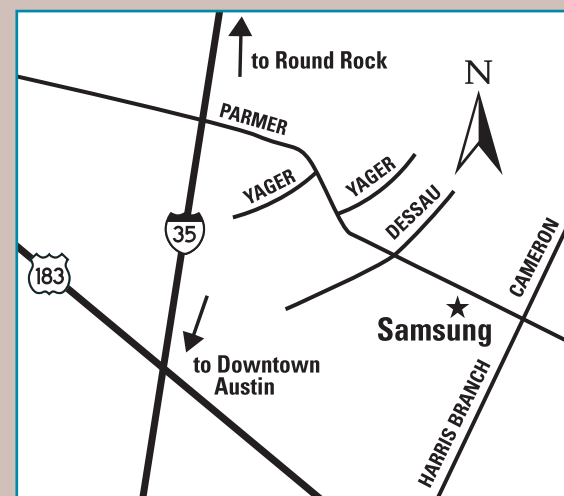 to Round Rock
N
PARMER
YAGER
YAGER
DESSAU
35
CAMERON
183
Samsung
to Downtown
Austin
HARRIS BRANCH